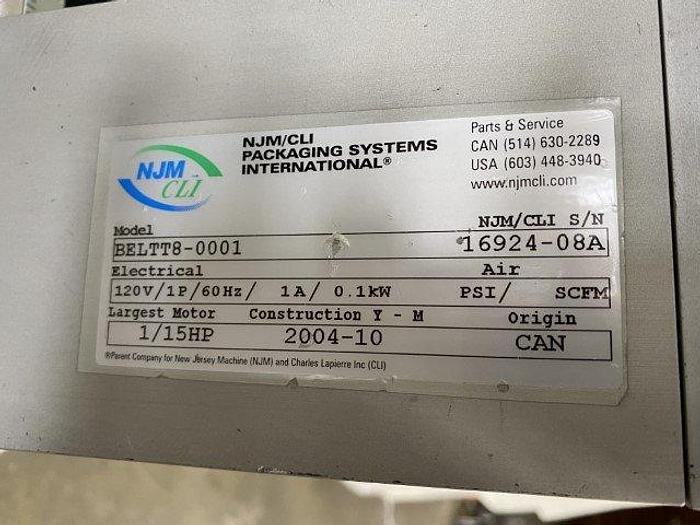 NJM
CLI
NJM/CLI
PACKAGING SYSTEMS
INTERNATIONAL®
Parts & Service
CAN (514) 630-2289
USA (603) 448-3940
www.njmcli.com
Model NJM/CLI S/N
BELTT8-0001 16924-08A
Electrical Air
120V/1P/60Hz/ 1A/ 0.1kW PSI/ SCFM
Largest Motor Construction Y - M Origin
1/15HP 2004-10 CAN
®Parent Company for New Jersey Machine (NJM) and Charles Lapierre Inc (CLI)